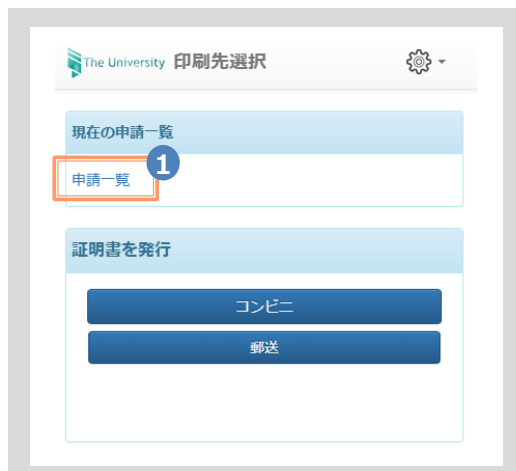 The University 印刷先選択
現在の申請一覧
1
申請一覧
証明書を発行
コンビニ
郵送